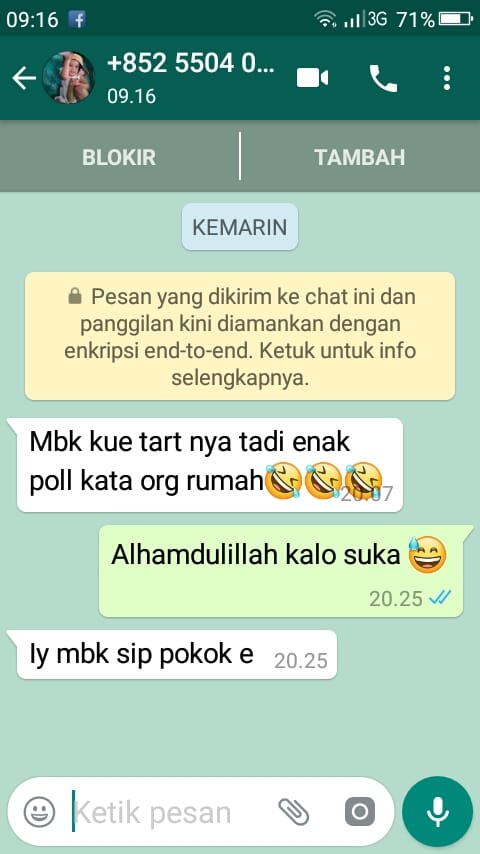 09:16 3G 71%
+852 5504 0...
09.16
BLOKIR TAMBAH
KEMARIN
Pesan yang dikirim ke chat ini dan
panggilan kini diamankan dengan
enkripsi end-to-end. Ketuk untuk info
selengkapnya.
Mbk kue tart nya tadi enak
poll kata org rumah🤣🤣🤣
20.07
Alhamdulillah kalo suka 😅
20.25
Iy mbk sip pokok e 20.25
Ketik pesan